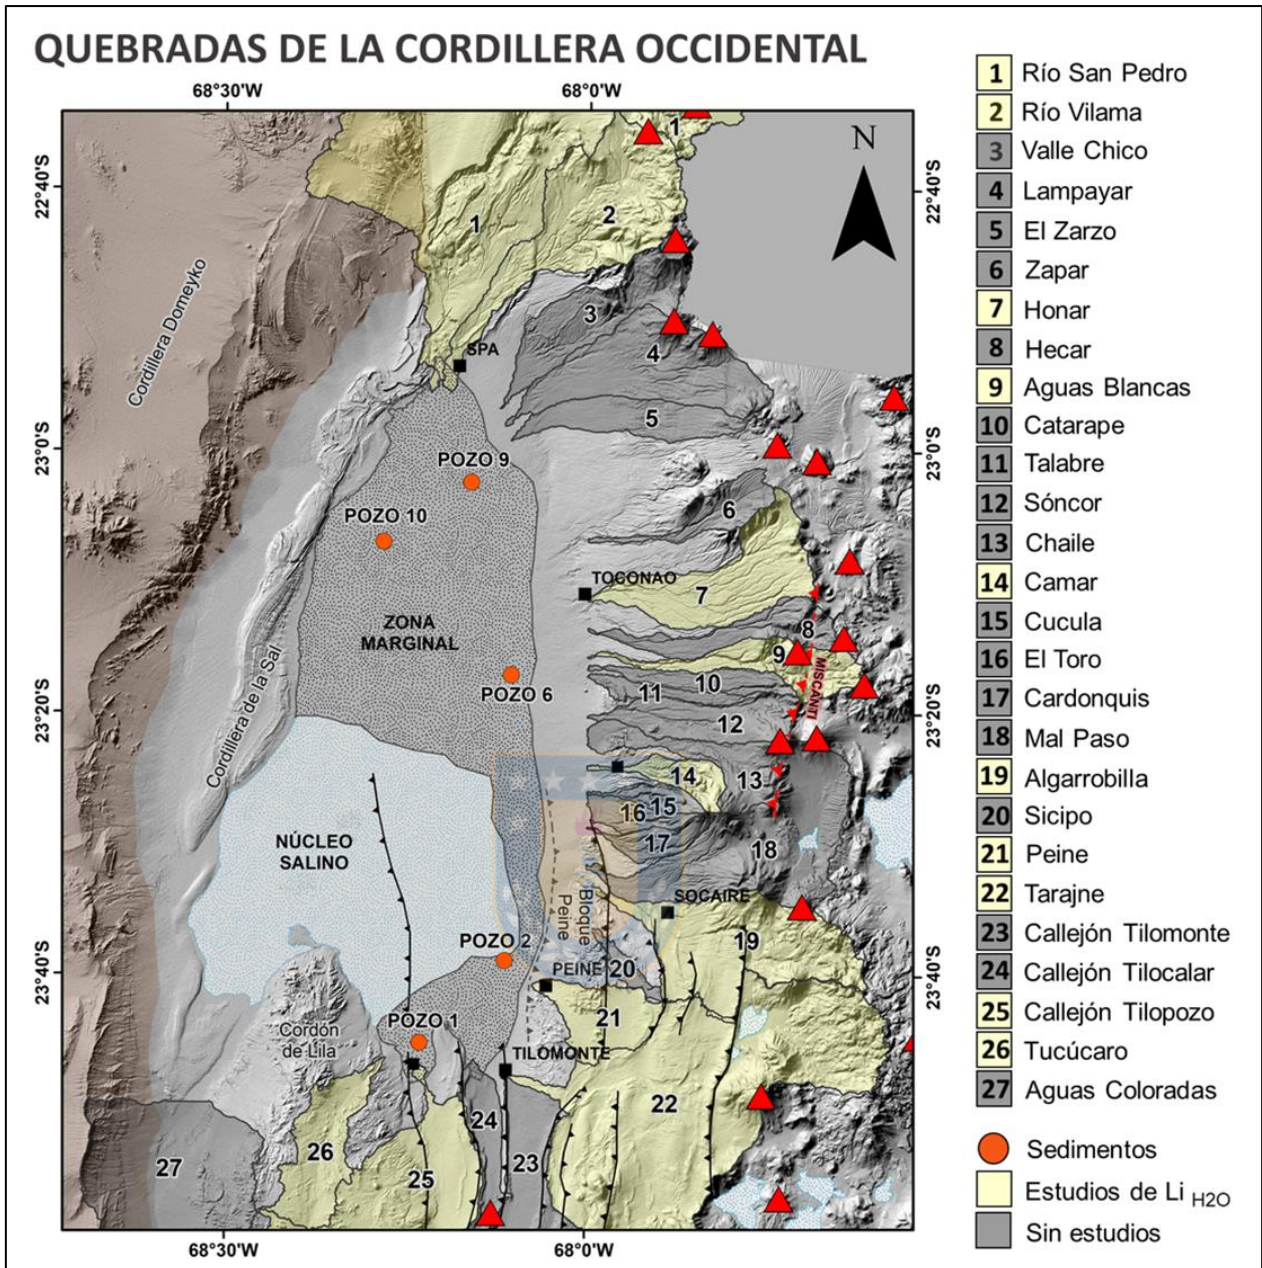 QUEBRADAS DE LA CORDILLERA OCCIDENTAL
68°30'W
68°0'W
22°40'S
22°40'S
23°0'S
23°0'S
23°20'S
23°20'S
23°40'S
23°40'S
68°30'W
68°0'W
N
1
1
2
3
4
5
6
7
8
9
10
11
12
13
14
15
16
17
18
19
20
21
22
23
24
25
26
27
Cordillera Domeyko
Cordillera de la Sal
SPA
POZO 9
POZO 10
TOCONAO
ZONA
MARGINAL
POZO 6
MISCANTI
NÚCLEO
SALINO
Bloque
Peine
SOCAIRE
POZO 2
PEINE
POZO 1
Cordón
de Lila
TILOMONTE
1 Río San Pedro
2 Río Vilama
3 Valle Chico
4 Lampayar
5 El Zarzo
6 Zapar
7 Honar
8 Hecar
9 Aguas Blancas
10 Catarape
11 Talabre
12 Sóncor
13 Chaile
14 Camar
15 Cucula
16 El Toro
17 Cardonquis
18 Mal Paso
19 Algarrobilla
20 Sicipo
21 Peine
22 Tarajne
23 Callejón Tilomonte
24 Callejón Tilocalar
25 Callejón Tilopozo
26 Tucúcaro
27 Aguas Coloradas
Sedimentos
Estudios de Li H2O
Sin estudios